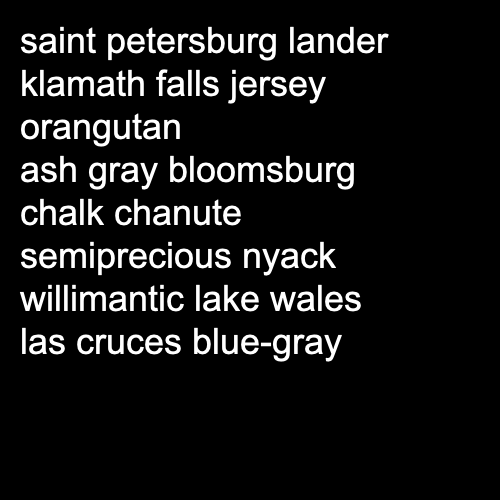 saint petersburg lander
klamath falls jersey
orangutan
ash gray bloomsburg
chalk chanute
semiprecious nyack
willimantic lake wales
las cruces blue-gray